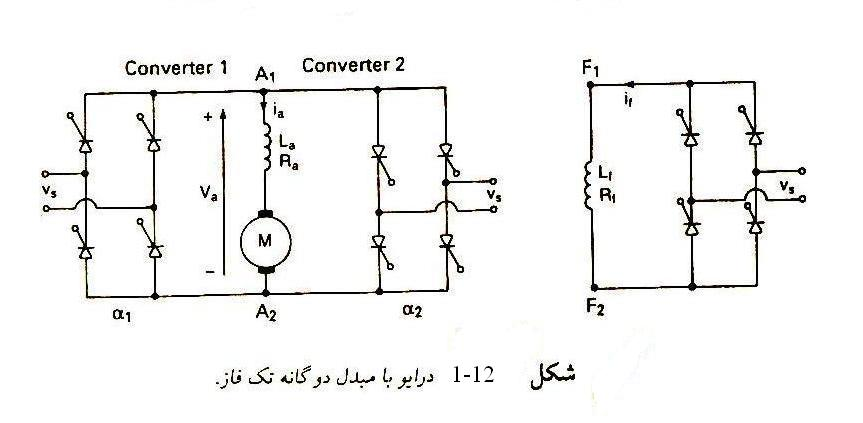 Converter 1 A1 Converter 2 F1
+ ia if
La
Ra
Lf
Rf
vs Va vs vs
M
−
α1 A2 α2 F2
شکل 12-1 درایو با مبدل دوگانه تک فاز.